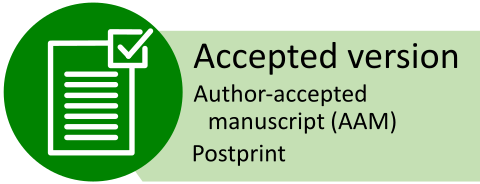 Accepted version
Author-accepted
manuscript (AAM)
Postprint